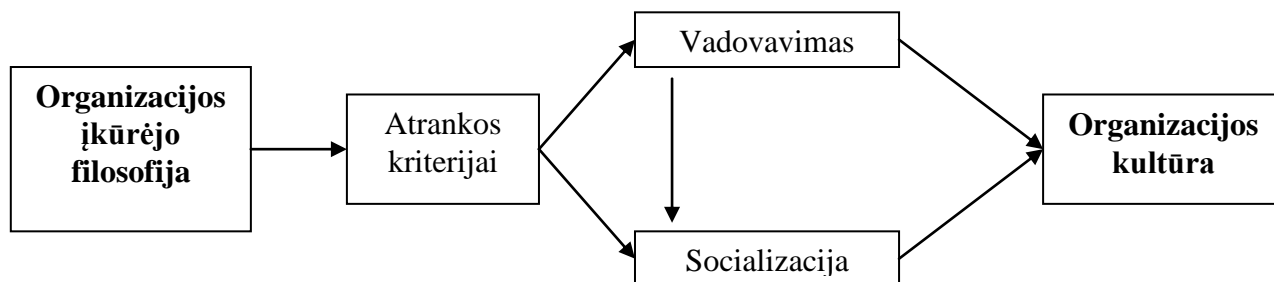 Organizacijos
įkūrėjo
filosofija
Atrankos
kriterijai
Vadovavimas
Socializacija
Organizacijos
kultūra